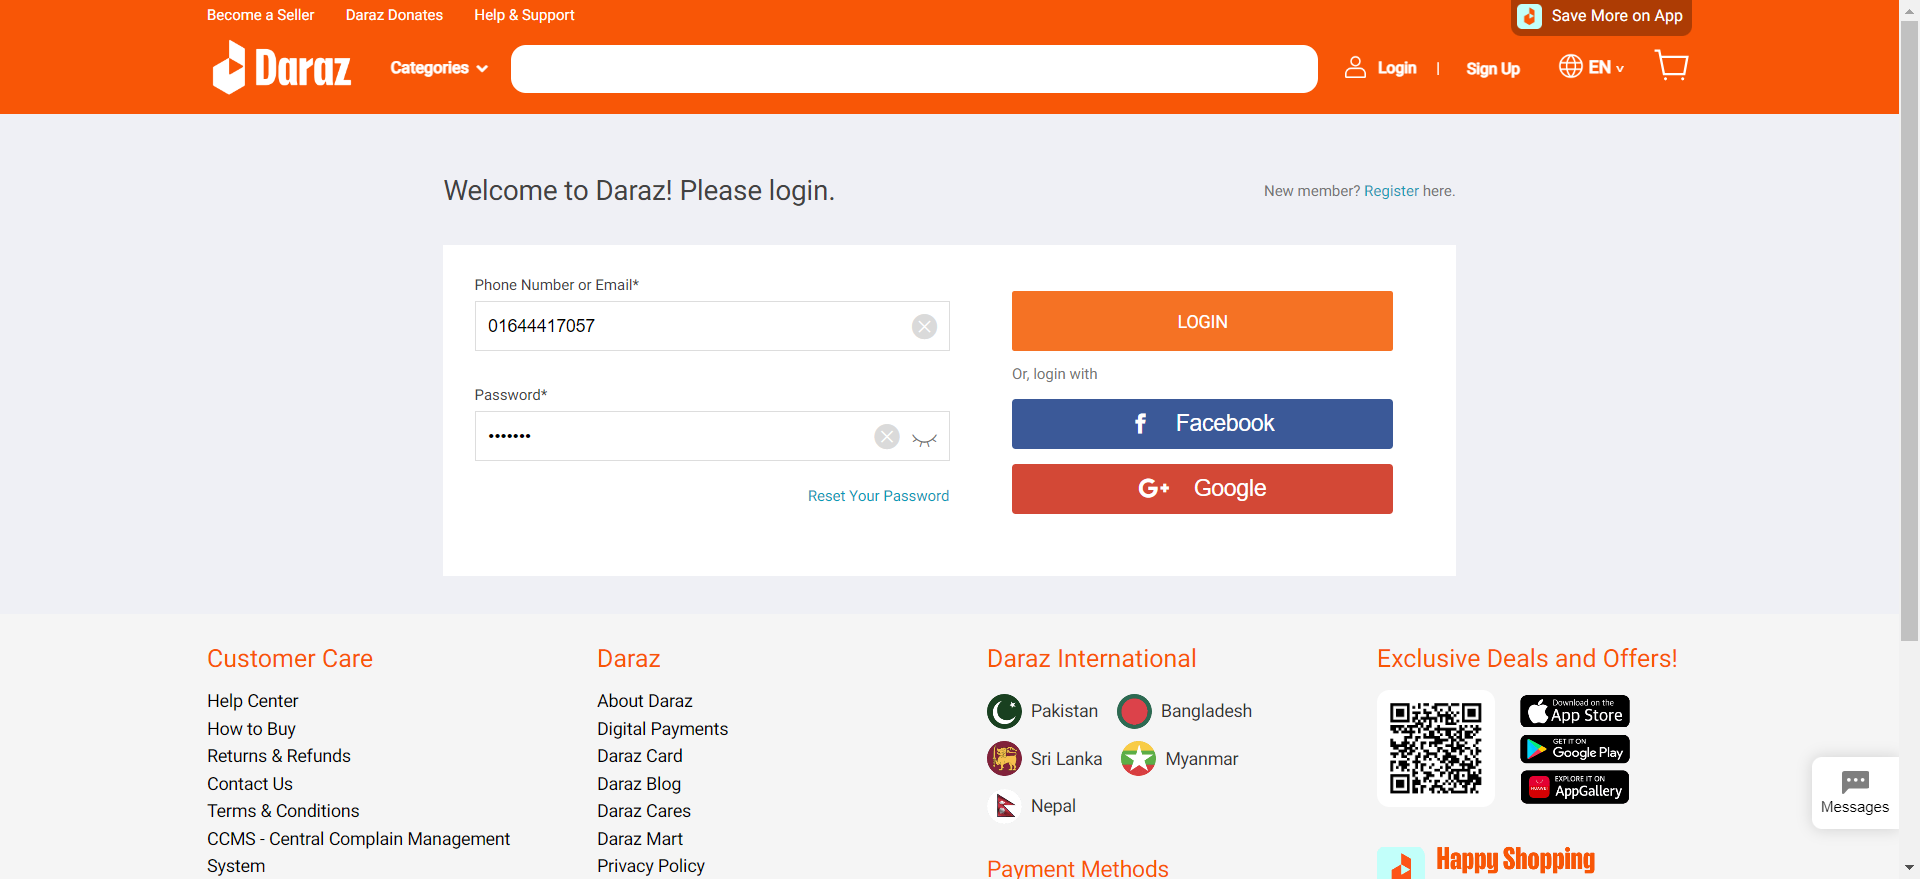 Become a Seller Daraz Donates Help & Support Save More on App
Daraz Categories Login | Sign Up EN
Welcome to Daraz! Please login.
New member? Register here.
Phone Number or Email*
01644417057
Password*
•••••••
Reset Your Password
LOGIN
Or, login with
f Facebook
G+ Google
Customer Care
Help Center
How to Buy
Returns & Refunds
Contact Us
Terms & Conditions
CCMS - Central Complain Management
System
Daraz
About Daraz
Digital Payments
Daraz Card
Daraz Blog
Daraz Cares
Daraz Mart
Privacy Policy
Daraz International
Pakistan Bangladesh
Sri Lanka Myanmar
Nepal
Payment Methods
Exclusive Deals and Offers!
Download on the
App Store
GET IT ON
Google Play
HUAWEI
EXPLORE IT ON
AppGallery
Happy Shopping
Messages